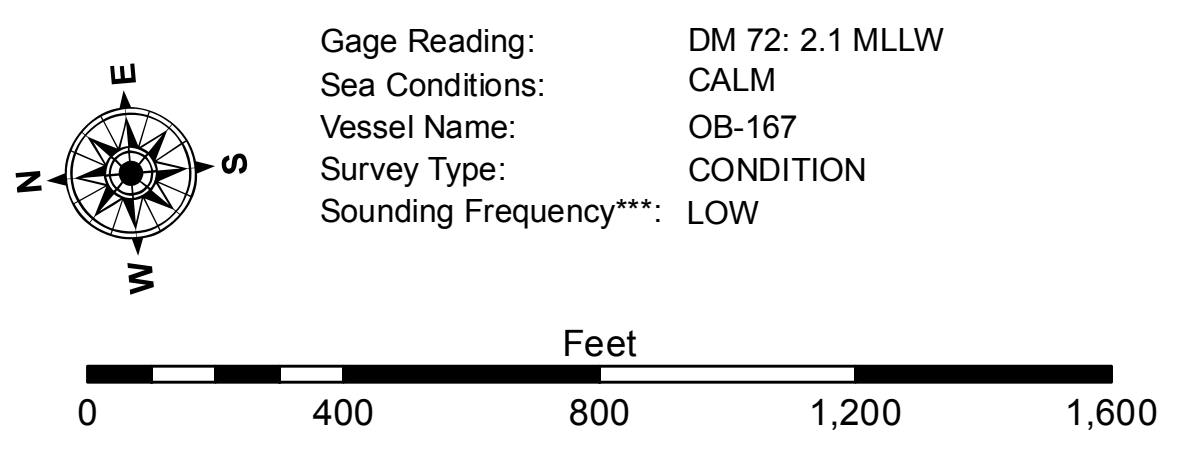 E
N
S
W
Gage Reading: DM 72: 2.1 MLLW
Sea Conditions: CALM
Vessel Name: OB-167
Survey Type: CONDITION
Sounding Frequency***: LOW
Feet
0 400 800 1,200 1,600